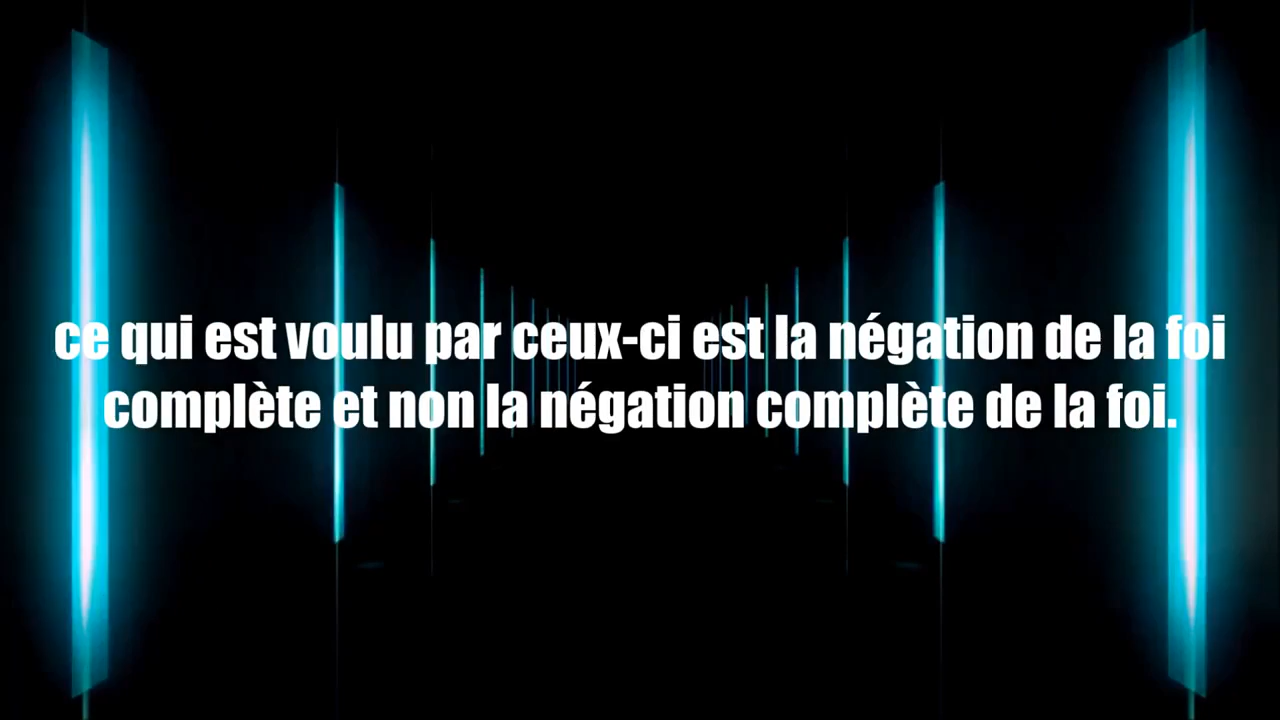 ce qui est voulu par ceux-ci est la négation de la foi
complète et non la négation complète de la foi.